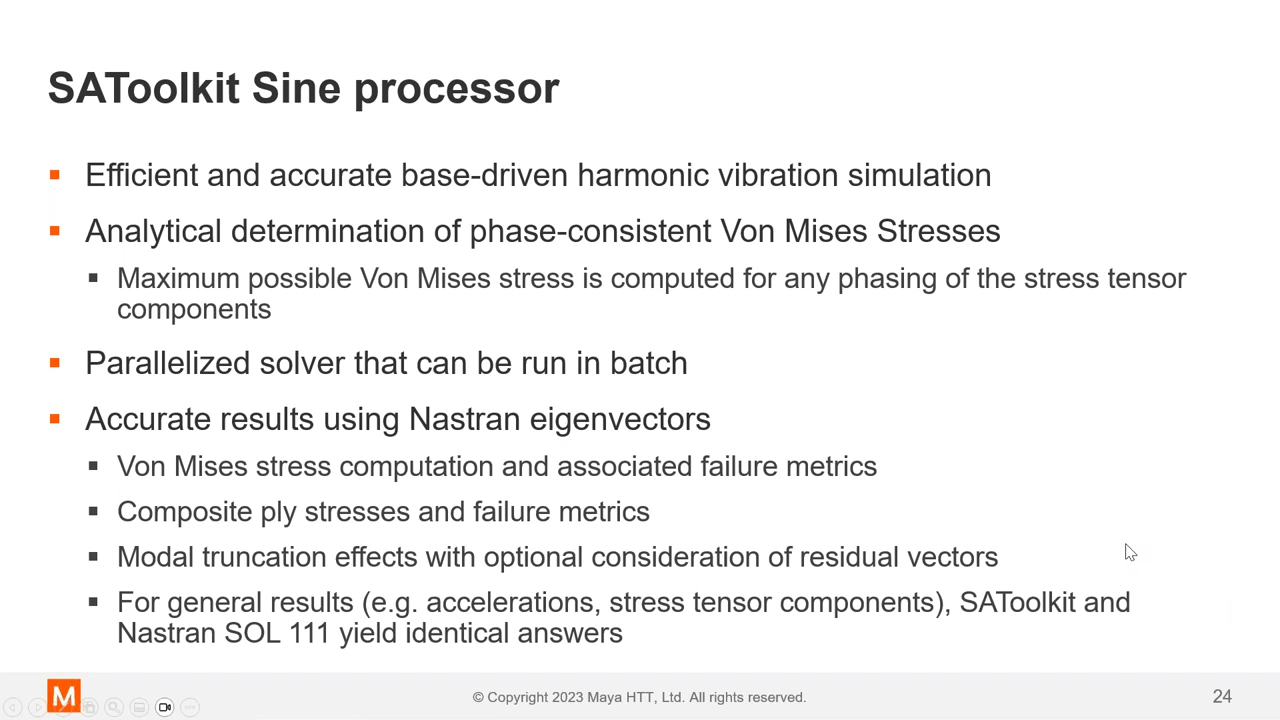 SAToolkit Sine processor
Efficient and accurate base-driven harmonic vibration simulation
Analytical determination of phase-consistent Von Mises Stresses
Maximum possible Von Mises stress is computed for any phasing of the stress tensor
components
Parallelized solver that can be run in batch
Accurate results using Nastran eigenvectors
Von Mises stress computation and associated failure metrics
Composite ply stresses and failure metrics
Modal truncation effects with optional consideration of residual vectors
For general results (e.g. accelerations, stress tensor components), SAToolkit and
Nastran SOL 111 yield identical answers
M
© Copyright 2023 Maya HTT, Ltd. All rights reserved.
24